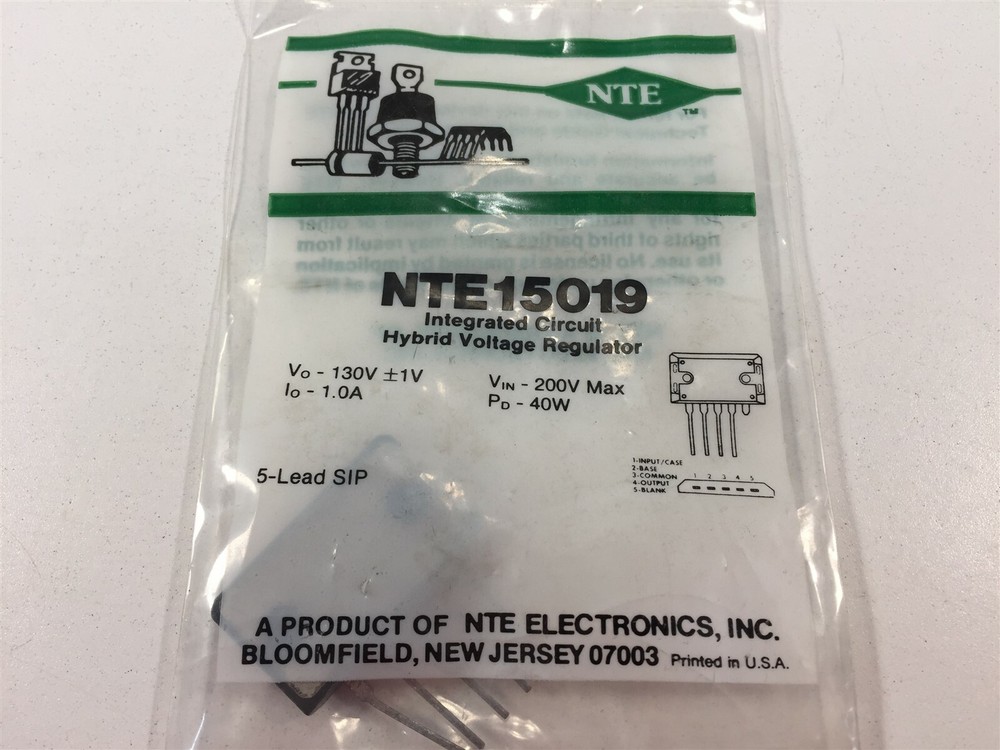 NTE
TM
NTE15019
Integrated Circuit
Hybrid Voltage Regulator
VO - 130V ±1V
IO - 1.0A
VIN - 200V Max
PD - 40W
1-INPUT/CASE
2-BASE
3-COMMON
4-OUTPUT
5-BLANK
1 2 3 4 5
5-Lead SIP
A PRODUCT OF NTE ELECTRONICS, INC.
BLOOMFIELD, NEW JERSEY 07003 Printed in U.S.A.
rights of third parties which may result from
its use. No license is granted by implication